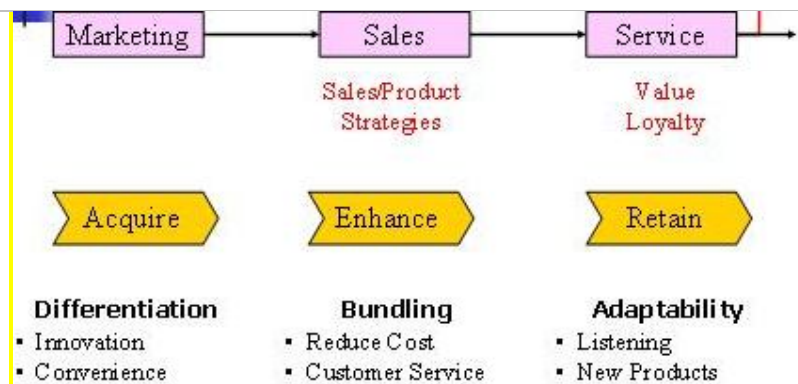 Marketing
Sales
Service
Sales/Product
Strategies
Value
Loyalty
Acquire
Enhance
Retain
Differentiation
▪ Innovation
▪ Convenience
Bundling
▪ Reduce Cost
▪ Customer Service
Adaptability
▪ Listening
▪ New Products